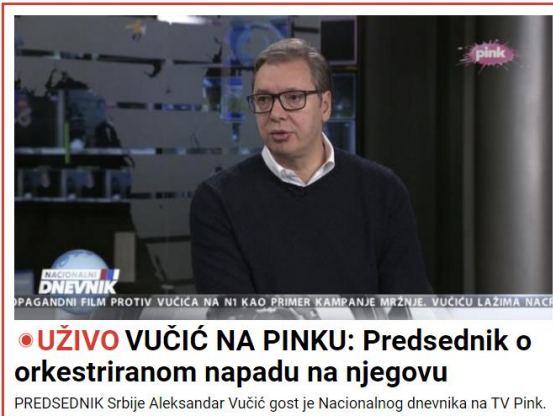 pink
NACIONALNI
DNEVNIK
OPAGANDNI FILM PROTIV VUČIĆA NA N1 KAO PRIMER KAMPANJE MRŽNJE. VUČIĆU LAŽIMA NACR
UŽIVO VUČIĆ NA PINKU: Predsednik o
orkestriranom napadu na njegovu
PREDSEDNIK Srbije Aleksandar Vučić gost je Nacionalnog dnevnika na TV Pink.